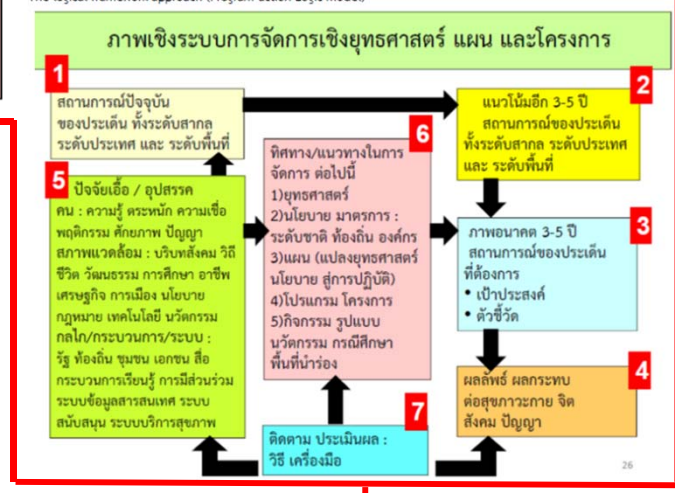 ภาพเชิงระบบการจัดการเชิงยุทธศาสตร์ แผน และโครงการ
1
สถานการณ์ปัจจุบัน
ของประเด็น ทั้งระดับสากล
ระดับประเทศ และ ระดับพื้นที่
2
แนวโน้มอีก 3-5 ปี
สถานการณ์ของประเด็น
ทั้งระดับสากล ระดับประเทศ
และ ระดับพื้นที่
5
ปัจจัยเอื้อ / อุปสรรค
คน : ความรู้ ตระหนัก ความเชื่อ
พฤติกรรม ศักยภาพ ปัญญา
สภาพแวดล้อม : บริบทสังคม วิถี
ชีวิต วัฒนธรรม การศึกษา อาชีพ
เศรษฐกิจ การเมือง นโยบาย
กฎหมาย เทคโนโลยี นวัตกรรม
กลไก/กระบวนการ/ระบบ :
รัฐ ท้องถิ่น ชุมชน เอกชน สื่อ
กระบวนการเรียนรู้ การมีส่วนร่วม
ระบบข้อมูลสารสนเทศ ระบบ
สนับสนุน ระบบบริการสุขภาพ
6
ทิศทาง/แนวทางในการ
จัดการ ต่อไปนี้
1)ยุทธศาสตร์
2)นโยบาย มาตรการ :
ระดับชาติ ท้องถิ่น องค์กร
3)แผน (แปลงยุทธศาสตร์
นโยบาย สู่การปฏิบัติ)
4)โปรแกรม โครงการ
5)กิจกรรม รูปแบบ
นวัตกรรม กรณีศึกษา
พื้นที่นำร่อง
3
ภาพอนาคต 3-5 ปี
สถานการณ์ของประเด็น
ที่ต้องการ
• เป้าประสงค์
• ตัวชี้วัด
4
ผลลัพธ์ ผลกระทบ
ต่อสุขภาวะกาย จิต
สังคม ปัญญา
7
ติดตาม ประเมินผล :
วิธี เครื่องมือ
26